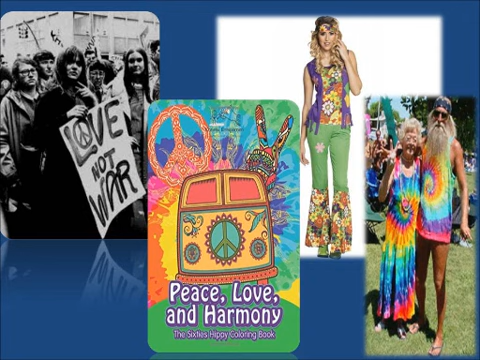 LOVE
NOT
WAR
Peace, Love,
and Harmony
The Sixties Hippy Coloring Book